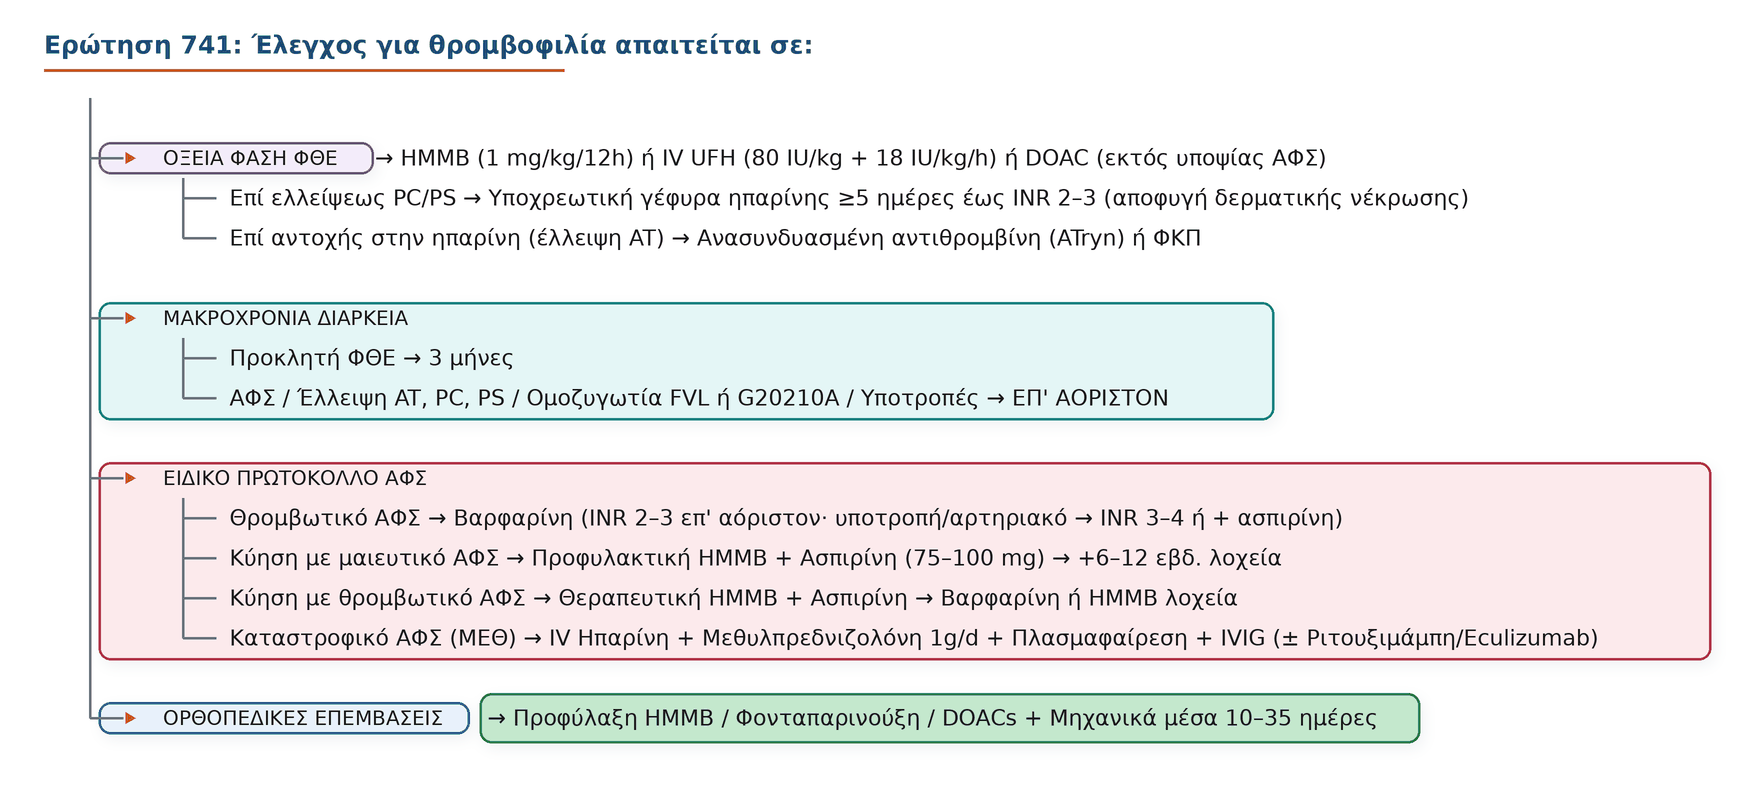 Ερώτηση 741: Έλεγχος για θρομβοφιλία απαιτείται σε:
ΟΞΕΙΑ ΦΑΣΗ ΦΘΕ → ΗΜΜΒ (1 mg/kg/12h) ή IV UFH (80 IU/kg + 18 IU/kg/h) ή DOAC (εκτός υποψίας ΑΦΣ)
Επί ελλείψεως PC/PS → Υποχρεωτική γέφυρα ηπαρίνης ≥5 ημέρες έως INR 2–3 (αποφυγή δερματικής νέκρωσης)
Επί αντοχής στην ηπαρίνη (έλλειψη AT) → Ανασυνδυασμένη αντιθρομβίνη (ATryn) ή ΦΚΠ
ΜΑΚΡΟΧΡΟΝΙΑ ΔΙΑΡΚΕΙΑ
Προκλητή ΦΘΕ → 3 μήνες
ΑΦΣ / Έλλειψη AT, PC, PS / Ομοζυγωτία FVL ή G20210A / Υποτροπές → ΕΠ' ΑΟΡΙΣΤΟΝ
ΕΙΔΙΚΟ ΠΡΩΤΟΚΟΛΛΟ ΑΦΣ
Θρομβωτικό ΑΦΣ → Βαρφαρίνη (INR 2–3 επ' αόριστον· υποτροπή/αρτηριακό → INR 3–4 ή + ασπιρίνη)
Κύηση με μαιευτικό ΑΦΣ → Προφυλακτική ΗΜΜΒ + Ασπιρίνη (75–100 mg) → +6–12 εβδ. λοχεία
Κύηση με θρομβωτικό ΑΦΣ → Θεραπευτική ΗΜΜΒ + Ασπιρίνη → Βαρφαρίνη ή ΗΜΜΒ λοχεία
Καταστροφικό ΑΦΣ (ΜΕΘ) → IV Ηπαρίνη + Μεθυλπρεδνιζολόνη 1g/d + Πλασμαφαίρεση + IVIG (± Ριτουξιμάμπη/Eculizumab)
ΟΡΘΟΠΕΔΙΚΕΣ ΕΠΕΜΒΑΣΕΙΣ → Προφύλαξη ΗΜΜΒ / Φονταπαρινούξη / DOACs + Μηχανικά μέσα 10–35 ημέρες